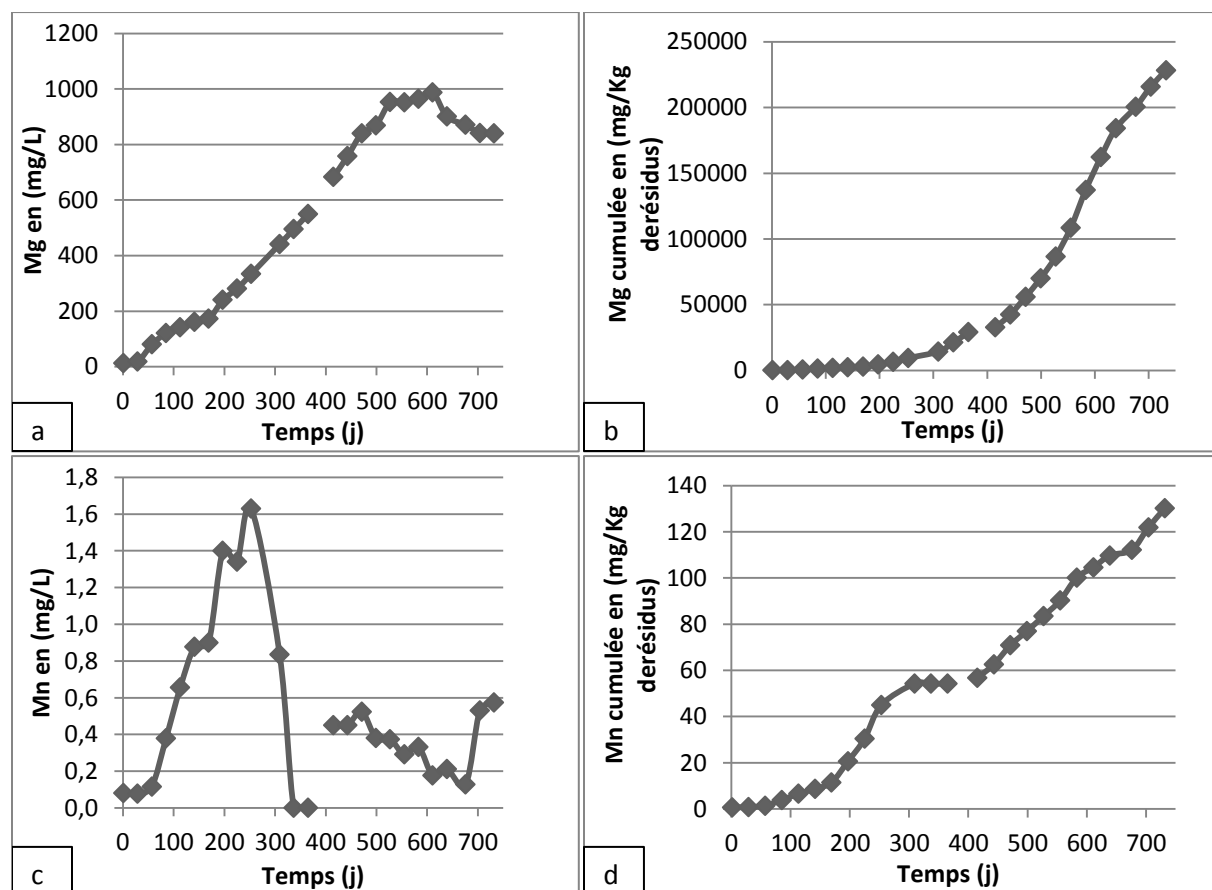 Mg en (mg/L)
1200
1000
800
600
400
200
0
0 100 200 300 400 500 600 700
Temps (j)
a
Mg cumulée en (mg/Kg
derésidus)
250000
200000
150000
100000
50000
0
0 100 200 300 400 500 600 700
Temps (j)
b
Mn en (mg/L)
1,8
1,6
1,4
1,2
1,0
0,8
0,6
0,4
0,2
0,0
0 100 200 300 400 500 600 700
Temps (j)
c
Mn cumulée en (mg/Kg
derésidus)
140
120
100
80
60
40
20
0
0 100 200 300 400 500 600 700
Temps (j)
d